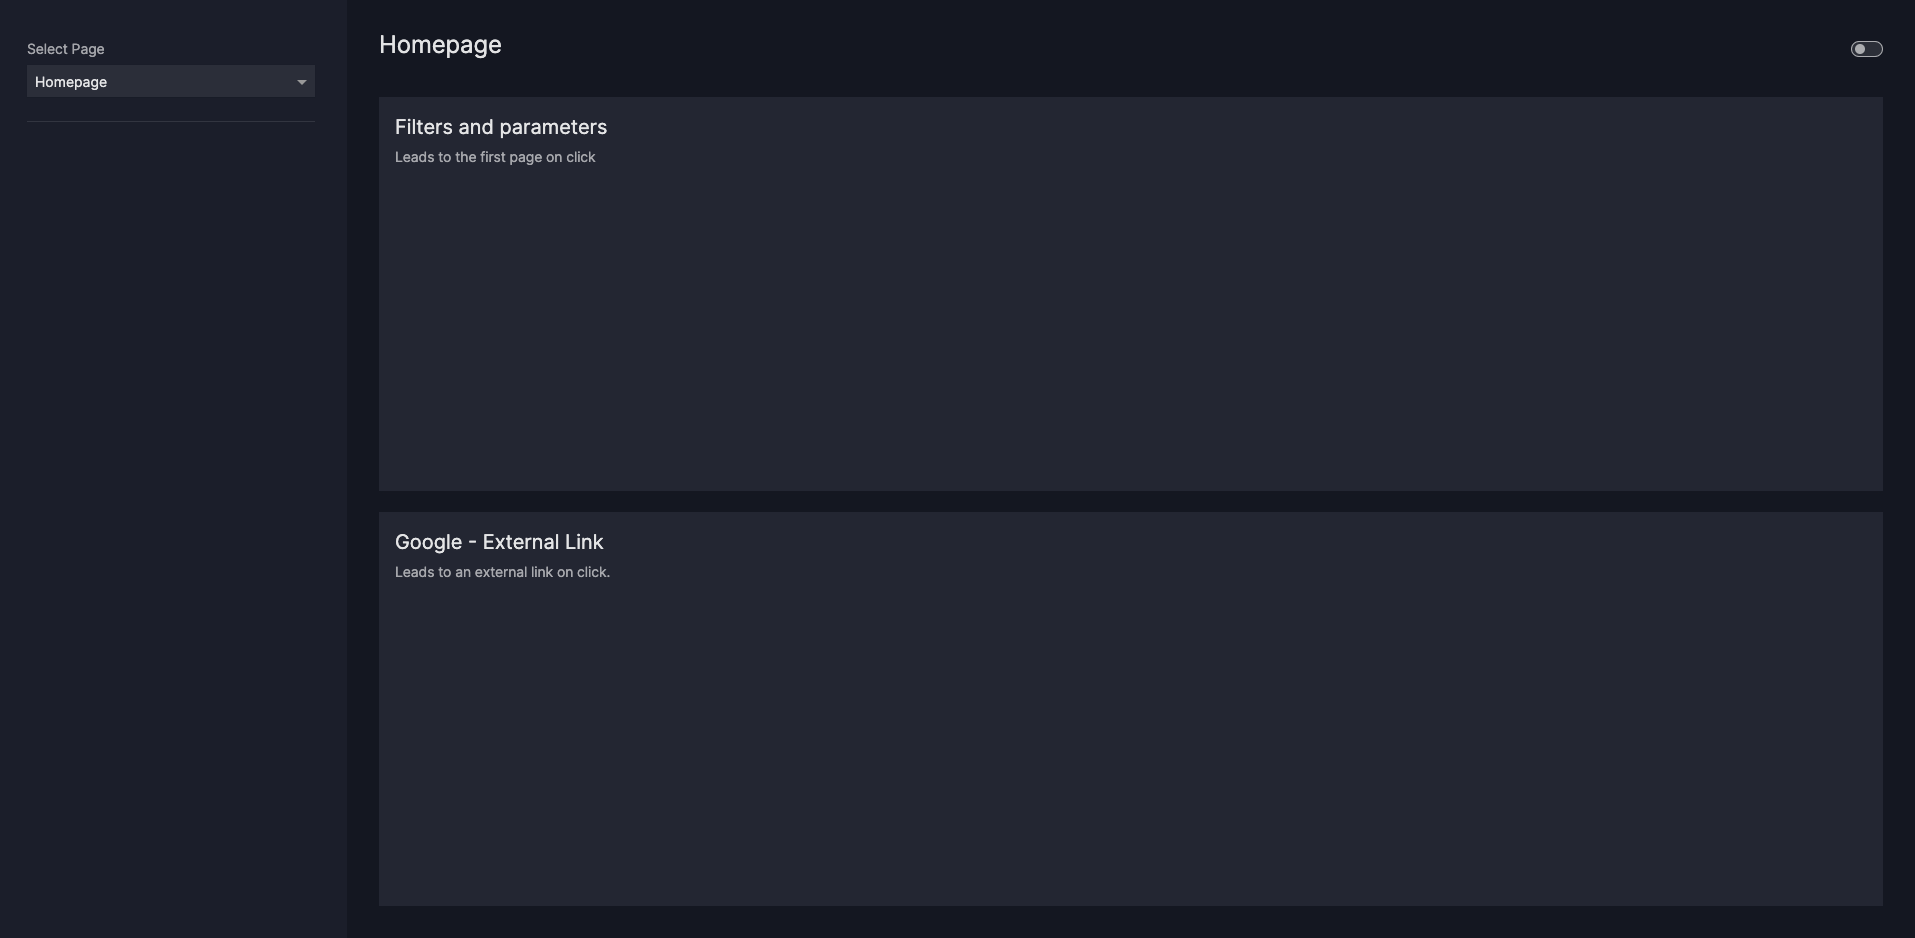 Select Page
Homepage
Homepage
Filters and parameters
Leads to the first page on click
Google - External Link
Leads to an external link on click.